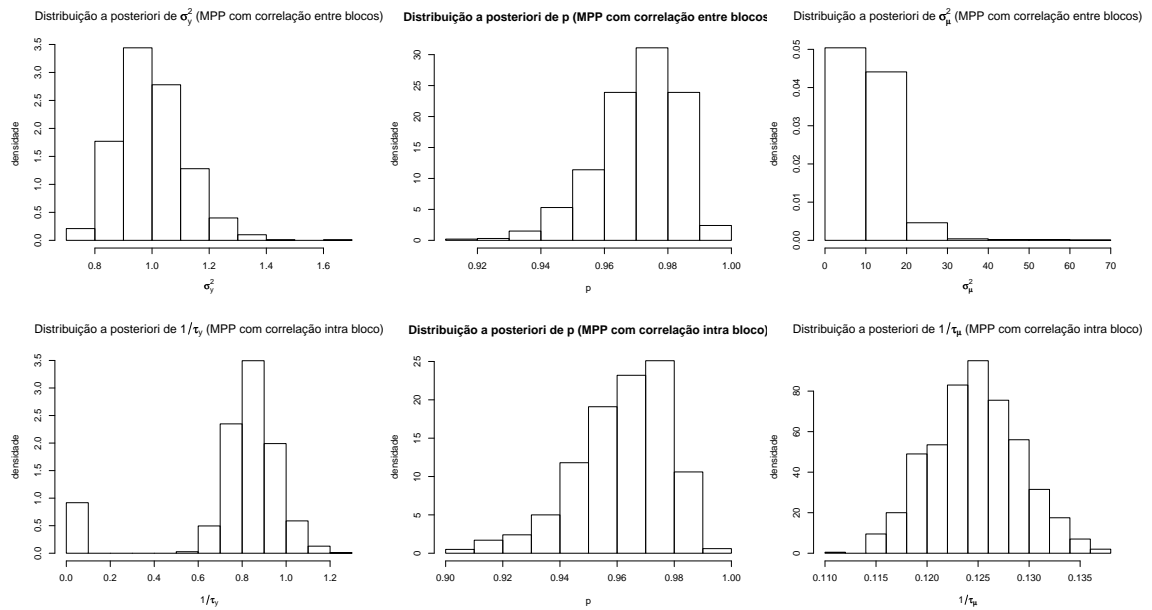 Distribuição a posteriori de σ²y (MPP com correlação entre blocos)
densidade
0.0 0.5 1.0 1.5 2.0 2.5 3.0 3.5
0.8 1.0 1.2 1.4 1.6
σ²y
Distribuição a posteriori de p (MPP com correlação entre blocos
densidade
0 5 10 15 20 25 30
0.92 0.94 0.96 0.98 1.00
p
Distribuição a posteriori de σ²μ (MPP com correlação entre blocos)
densidade
0.00 0.01 0.02 0.03 0.04 0.05
0 10 20 30 40 50 60 70
σ²μ
Distribuição a posteriori de 1/τy (MPP com correlação intra bloco)
densidade
0.0 0.5 1.0 1.5 2.0 2.5 3.0 3.5
0.0 0.2 0.4 0.6 0.8 1.0 1.2
1/τy
Distribuição a posteriori de p (MPP com correlação intra bloco)
densidade
0 5 10 15 20 25
0.90 0.92 0.94 0.96 0.98 1.00
p
Distribuição a posteriori de 1/τμ (MPP com correlação intra bloco)
densidade
0 20 40 60 80
0.110 0.115 0.120 0.125 0.130 0.135
1/τμ